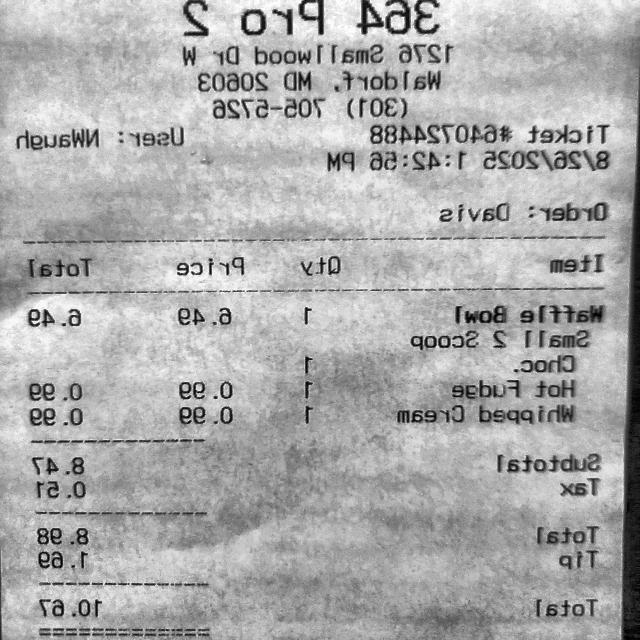 364 Pro 2
1276 Smallwood Dr W
Waldorf, MD 20602
(301) 705-5726
Ticket #640724488 User: NWaugh
8/26/2025 1:42:56 PM
Order: Davis
Item Qty Price Total
Waffle Bowl 1 6.49 6.49
Small 2 Scoop
Choc. 1
Hot Fudge 1 0.99 0.99
Whipped Cream 1 0.99 0.99
Subtotal 8.47
Tax 0.51
Total 8.98
Tip 1.69
Total 10.67